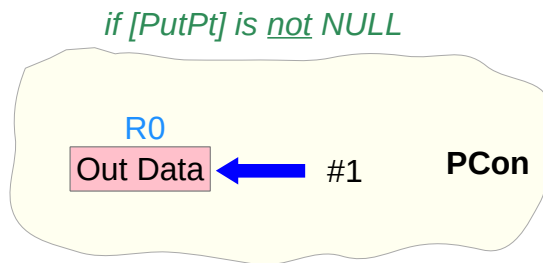 if [PutPt] is not NULL
R0
Out Data
#1
PCon